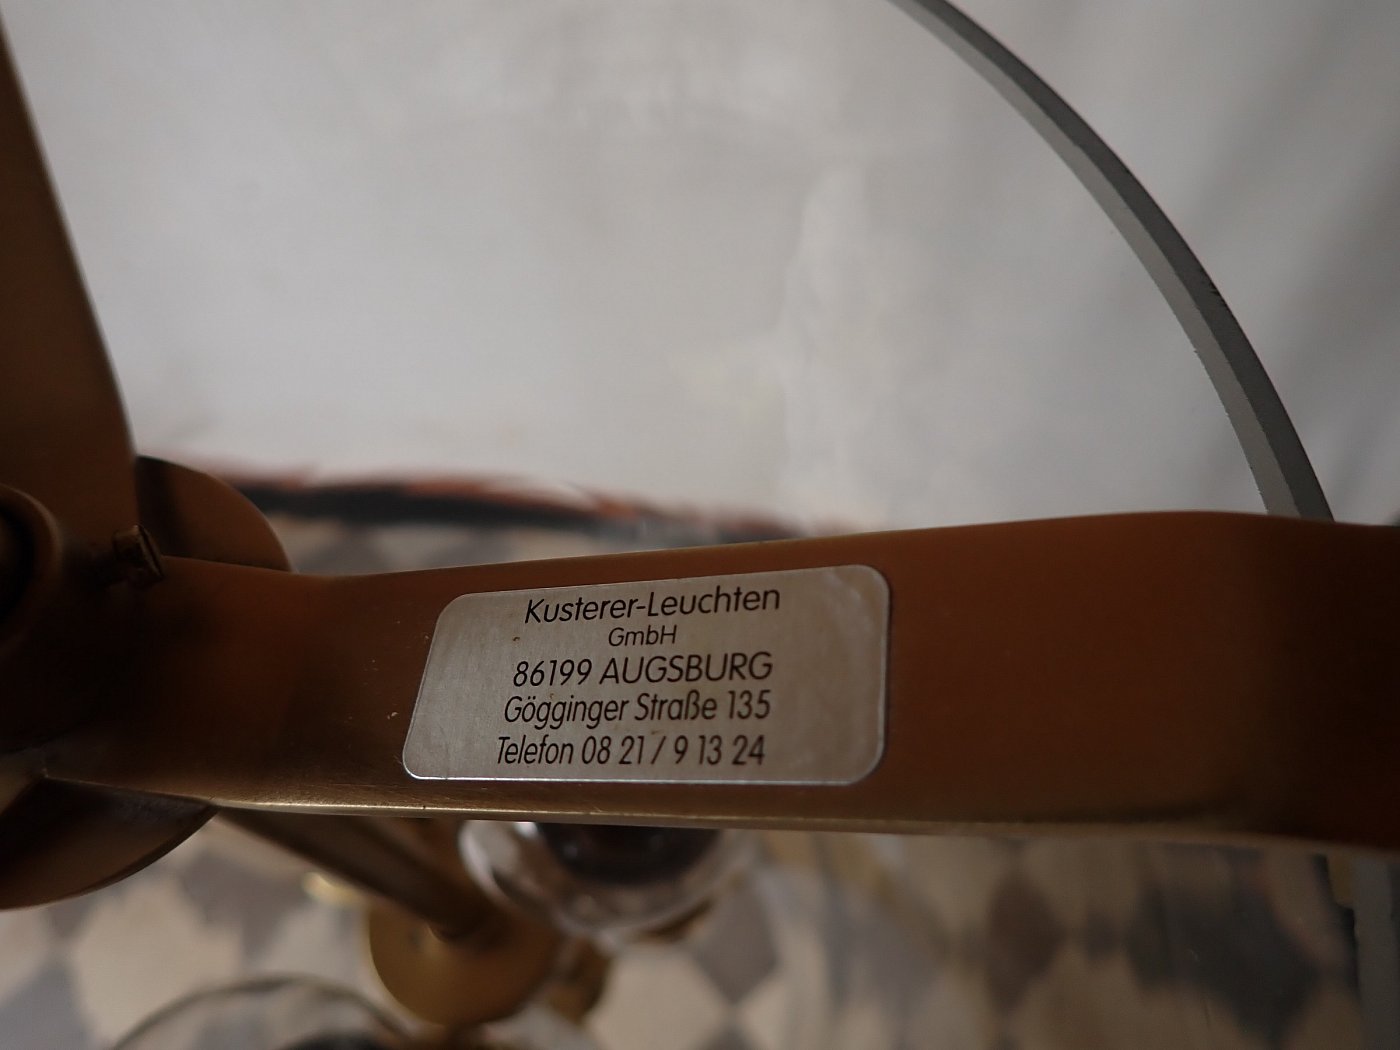 Kusterer-Leuchten
GmbH
86199 AUGSBURG
Gögginger Straße 135
Telefon 08 21 / 9 13 24